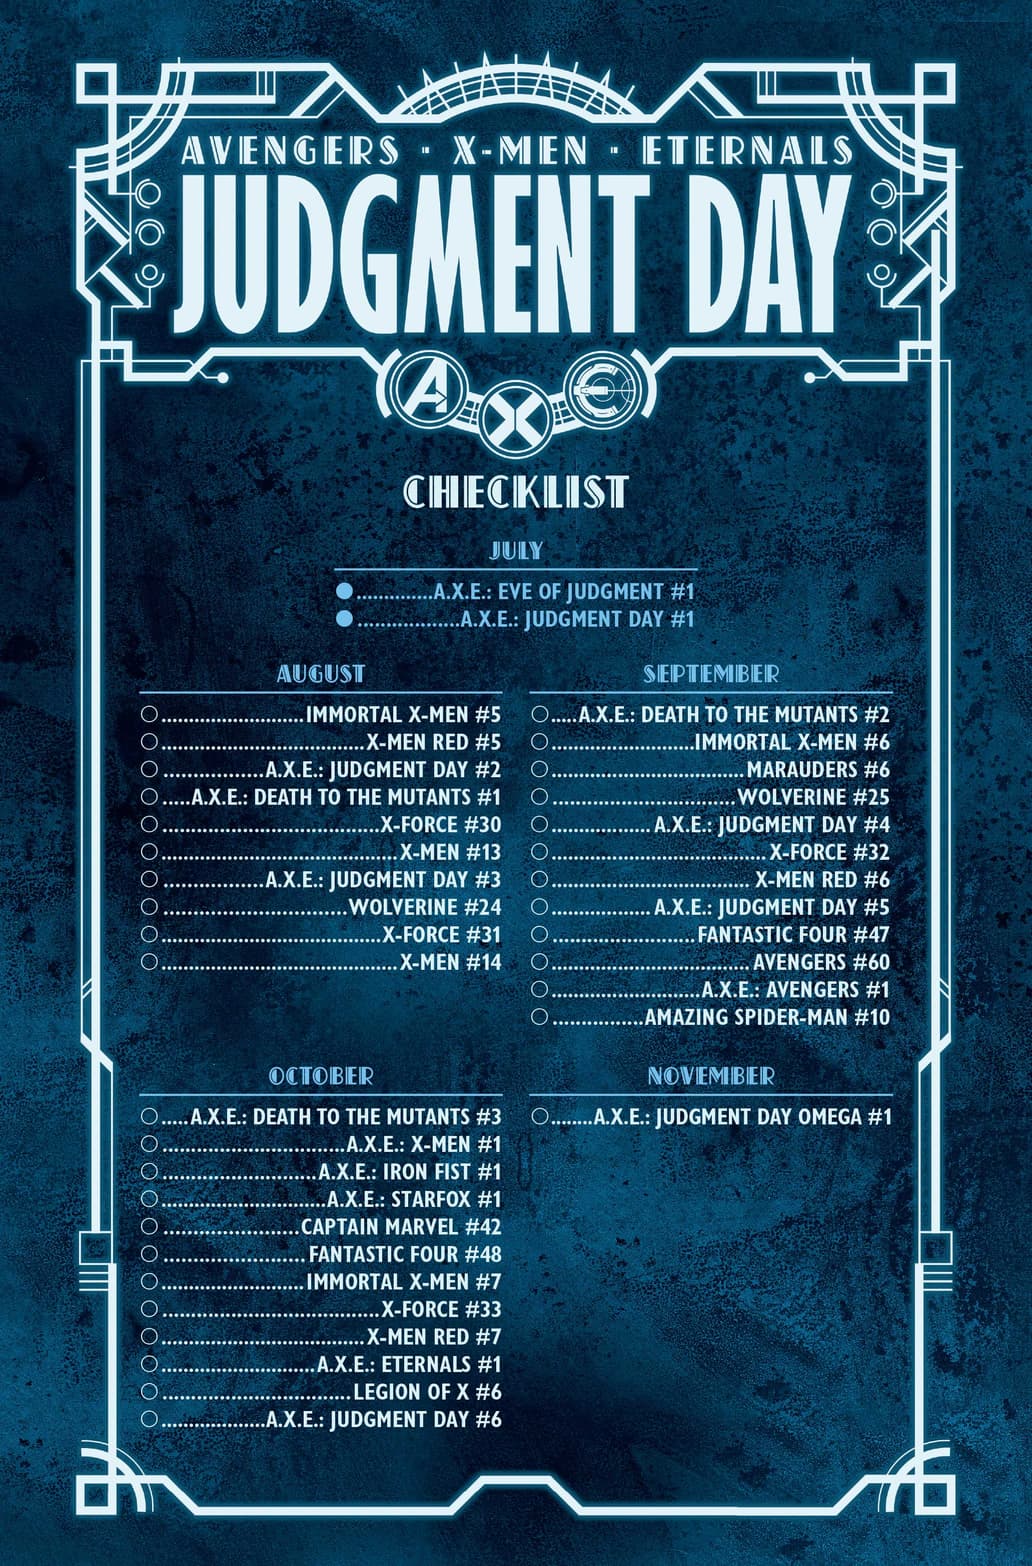 AVENGERS · X-MEN · ETERNALS
JUDGMENT DAY
A X E
CHECKLIST
JULY
A.X.E.: EVE OF JUDGMENT #1
A.X.E.: JUDGMENT DAY #1
AUGUST
IMMORTAL X-MEN #5
X-MEN RED #5
A.X.E.: JUDGMENT DAY #2
A.X.E.: DEATH TO THE MUTANTS #1
X-FORCE #30
X-MEN #13
A.X.E.: JUDGMENT DAY #3
WOLVERINE #24
X-FORCE #31
X-MEN #14
SEPTEMBER
A.X.E.: DEATH TO THE MUTANTS #2
IMMORTAL X-MEN #6
MARAUDERS #6
WOLVERINE #25
A.X.E.: JUDGMENT DAY #4
X-FORCE #32
X-MEN RED #6
A.X.E.: JUDGMENT DAY #5
FANTASTIC FOUR #47
AVENGERS #60
A.X.E.: AVENGERS #1
AMAZING SPIDER-MAN #10
OCTOBER
A.X.E.: DEATH TO THE MUTANTS #3
A.X.E.: X-MEN #1
A.X.E.: IRON FIST #1
A.X.E.: STARFOX #1
CAPTAIN MARVEL #42
FANTASTIC FOUR #48
IMMORTAL X-MEN #7
X-FORCE #33
X-MEN RED #7
A.X.E.: ETERNALS #1
LEGION OF X #6
A.X.E.: JUDGMENT DAY #6
NOVEMBER
A.X.E.: JUDGMENT DAY OMEGA #1